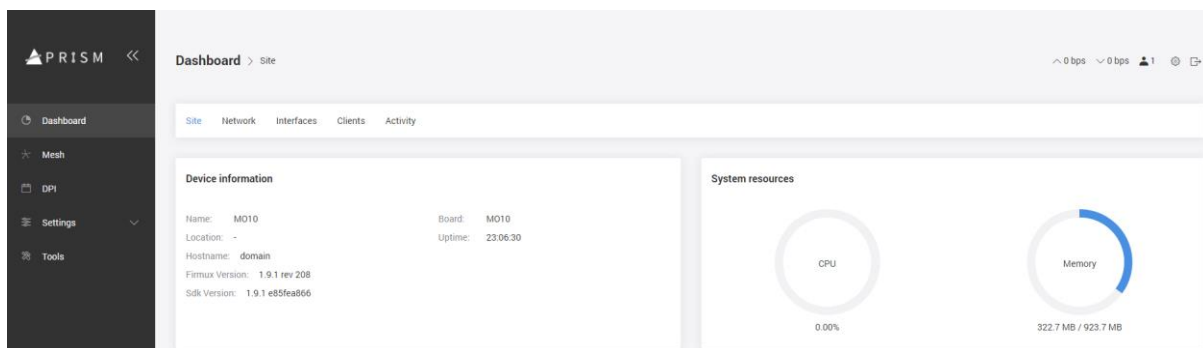 PRISM
Dashboard > Site
0 bps 0 bps 1
Dashboard
Mesh
DPI
Settings
Tools
Site Network Interfaces Clients Activity
Device information
Name: MO10
Location: -
Hostname: domain
Firmux Version: 1.9.1 rev 208
Sdk Version: 1.9.1 e85fea866
Board: MO10
Uptime: 23:06:30
System resources
CPU
0.00%
Memory
322.7 MB / 923.7 MB